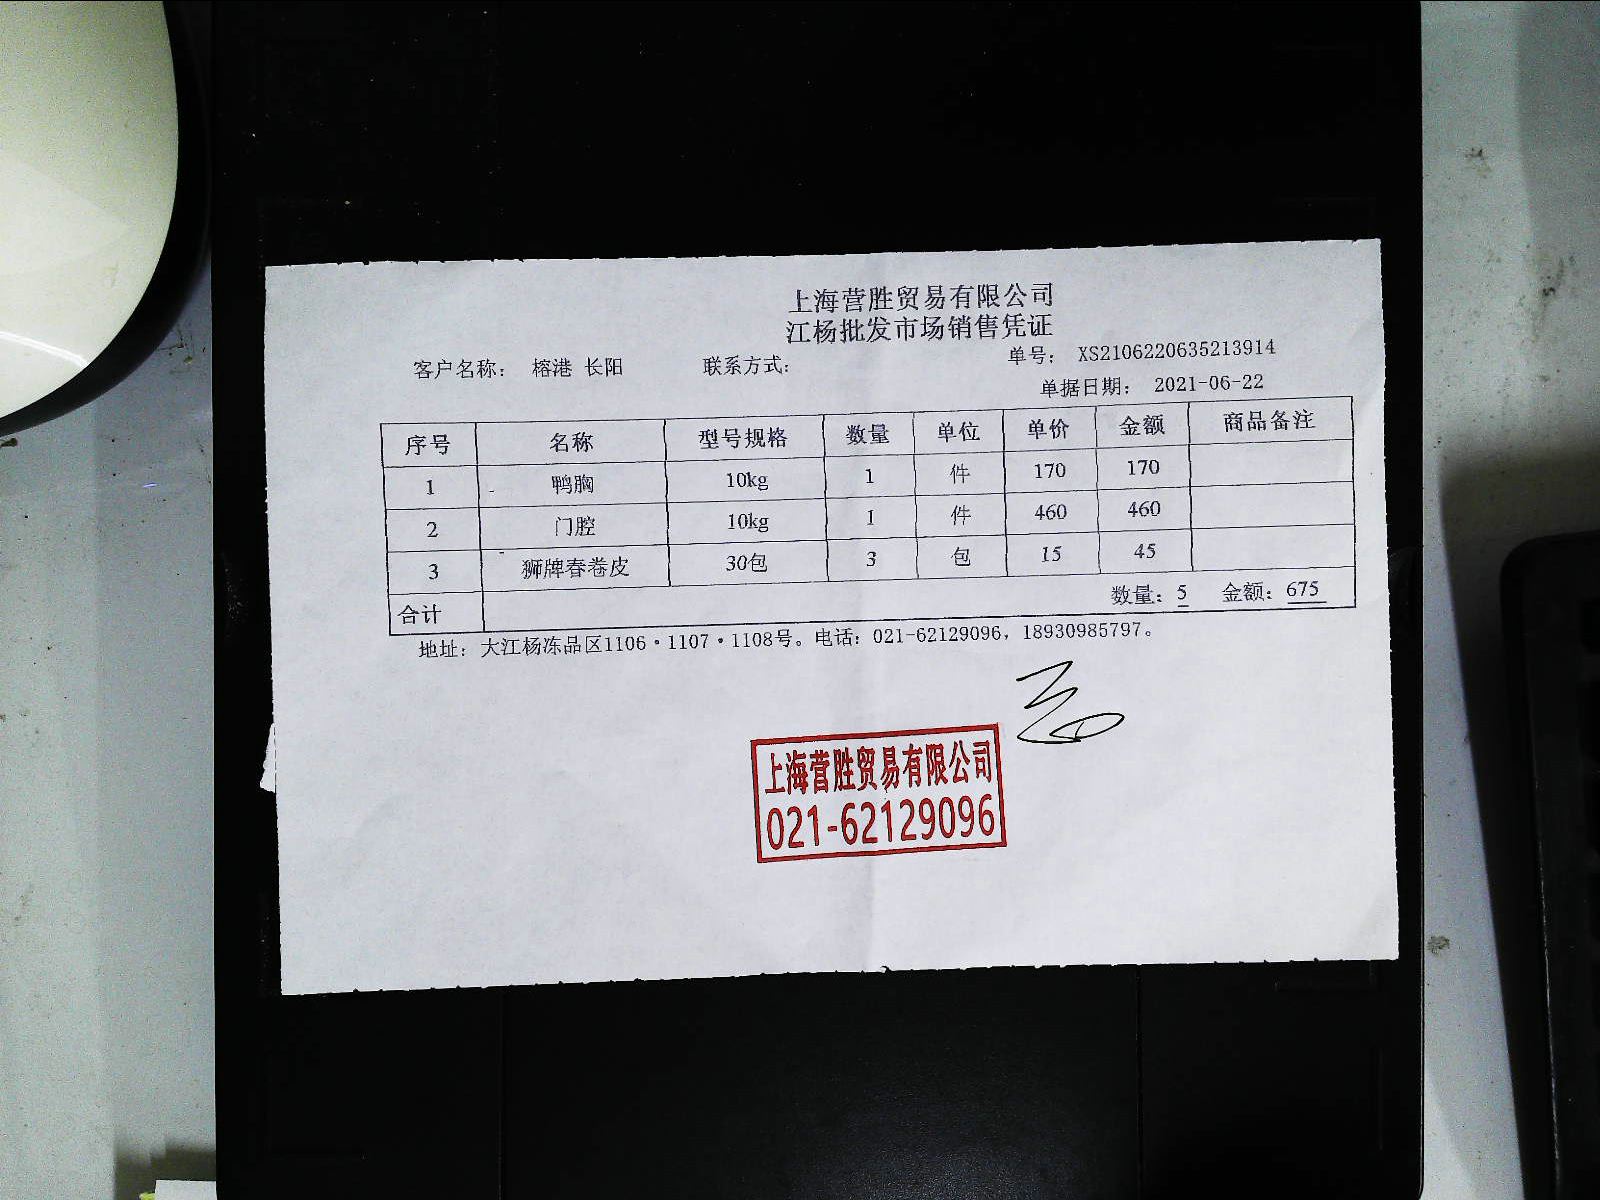 上海营胜贸易有限公司
江杨批发市场销售凭证
客户名称： 榕港 长阳 联系方式： 单号： XS2106220635213914
单据日期： 2021-06-22
序号 名称 型号规格 数量 单位 单价 金额 商品备注
1 鸭胸 10kg 1 件 170 170
2 门腔 10kg 1 件 460 460
3 狮牌春卷皮 30包 3 包 15 45
合计 数量：5 金额：675
地址：大江杨冻品区1106·1107·1108号。电话：021-62129096，18930985797。
上海营胜贸易有限公司
021-62129096